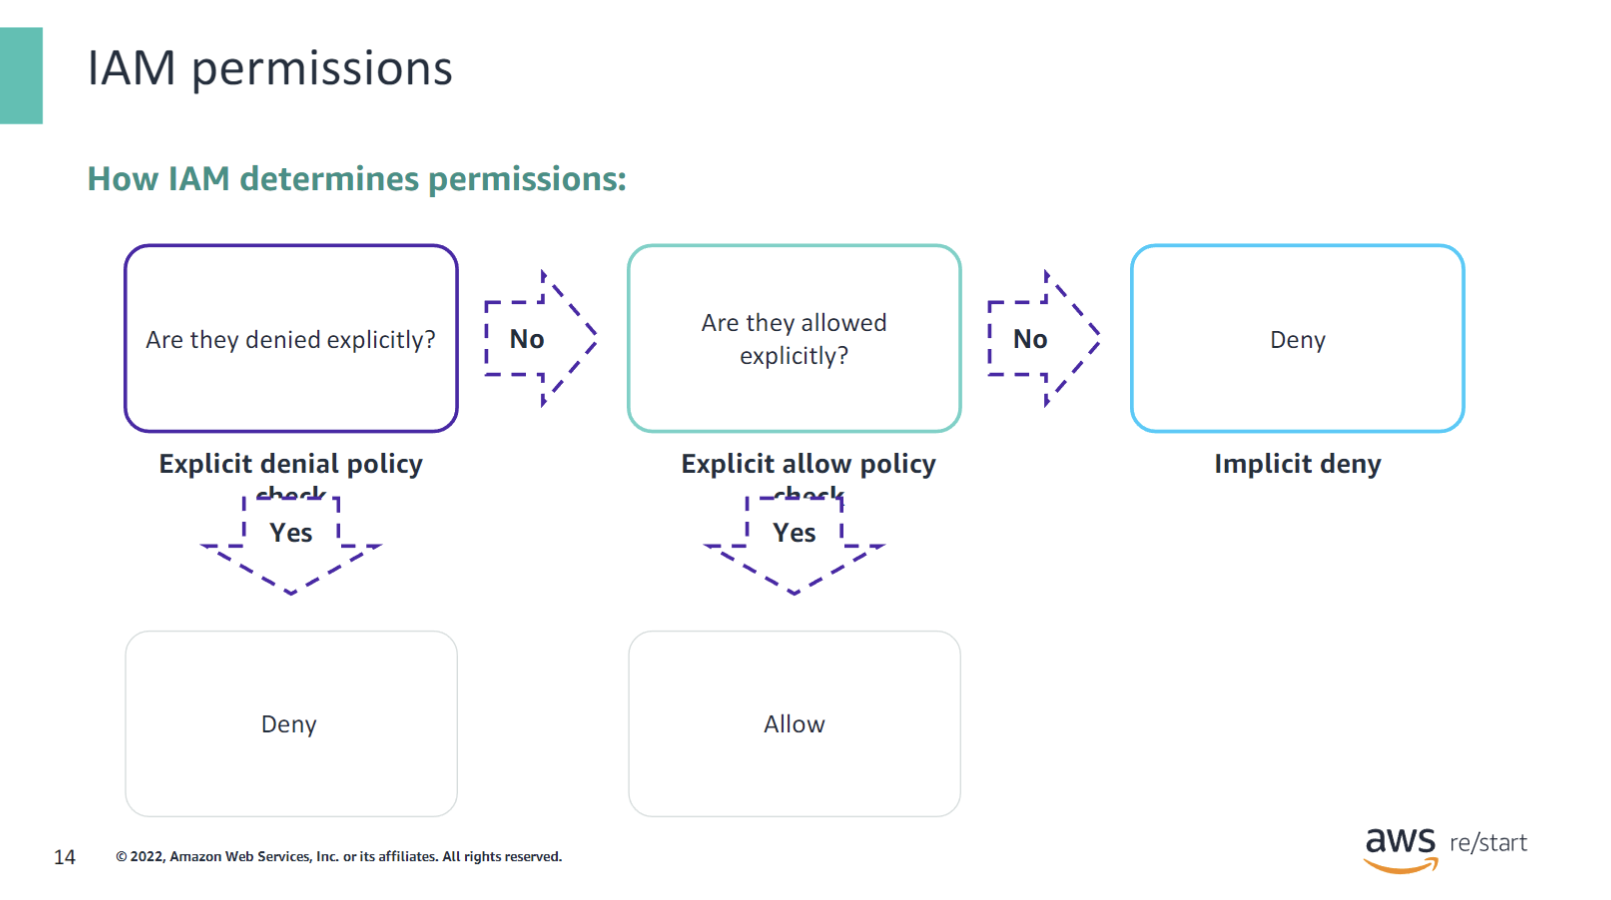 IAM permissions
How IAM determines permissions:
Are they denied explicitly?
No
Are they allowed
explicitly?
No
Deny
Explicit denial policy
check
Explicit allow policy
check
Implicit deny
Yes
Yes
Deny
Allow
14
© 2022, Amazon Web Services, Inc. or its affiliates. All rights reserved.
aws re/start